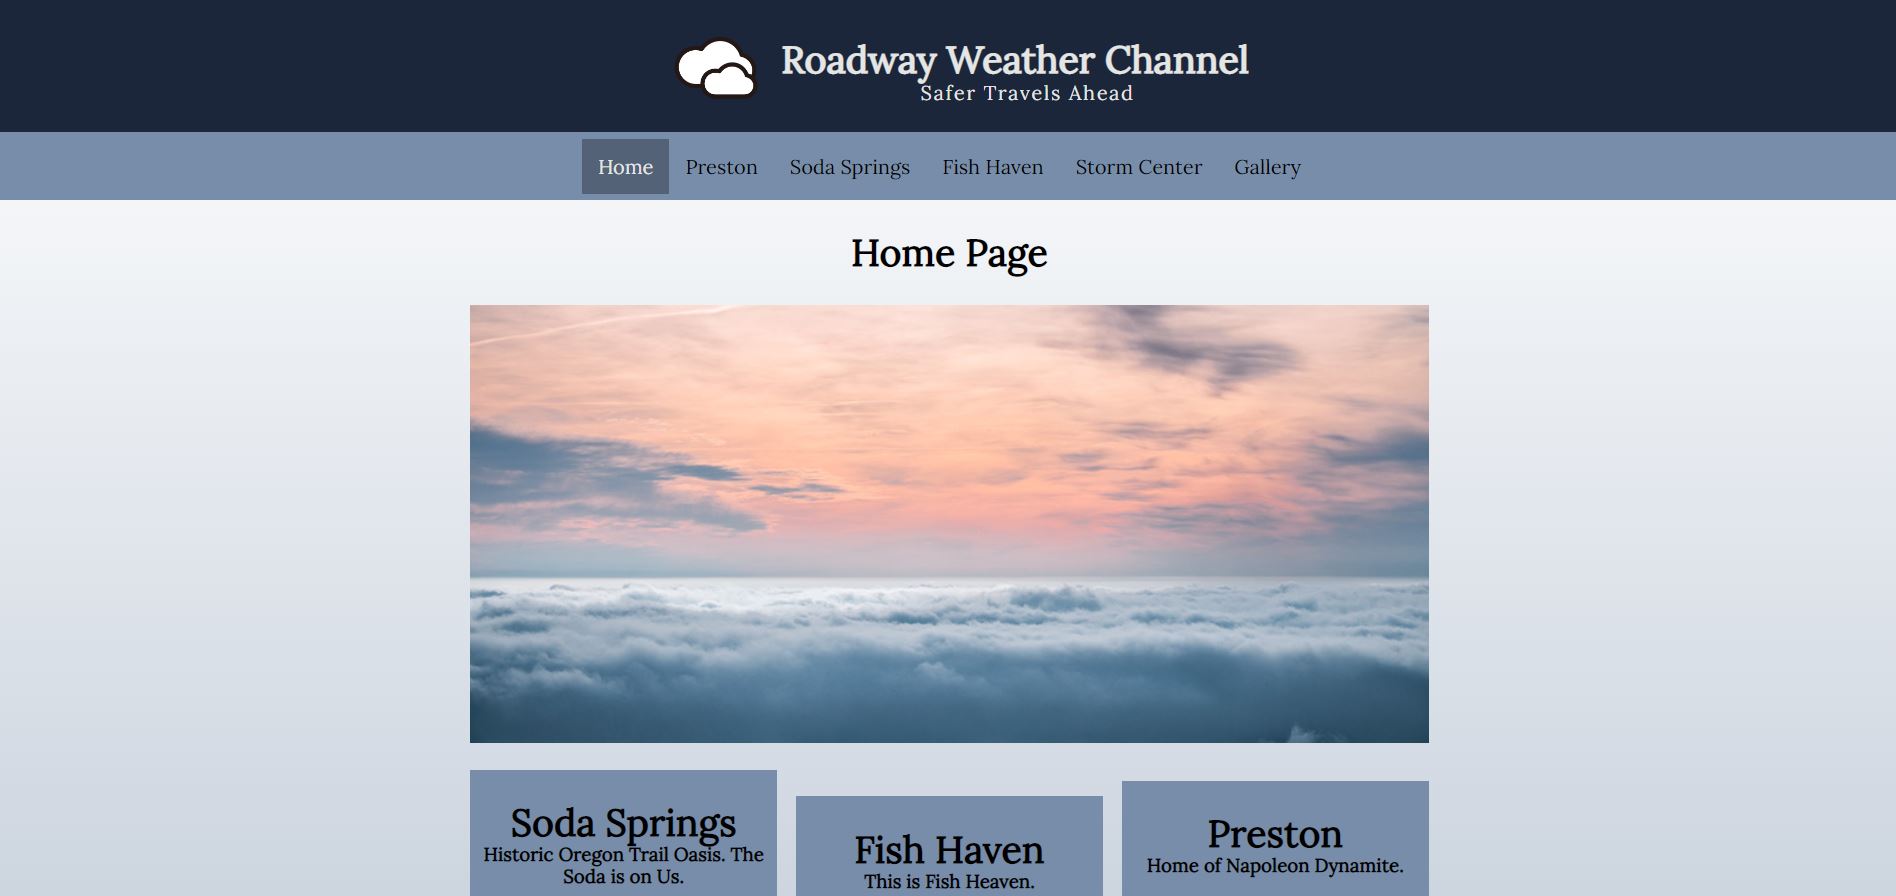 Roadway Weather Channel
Safer Travels Ahead
Home Preston Soda Springs Fish Haven Storm Center Gallery
Home Page
Soda Springs
Historic Oregon Trail Oasis. The
Soda is on Us.
Fish Haven
This is Fish Heaven.
Preston
Home of Napoleon Dynamite.